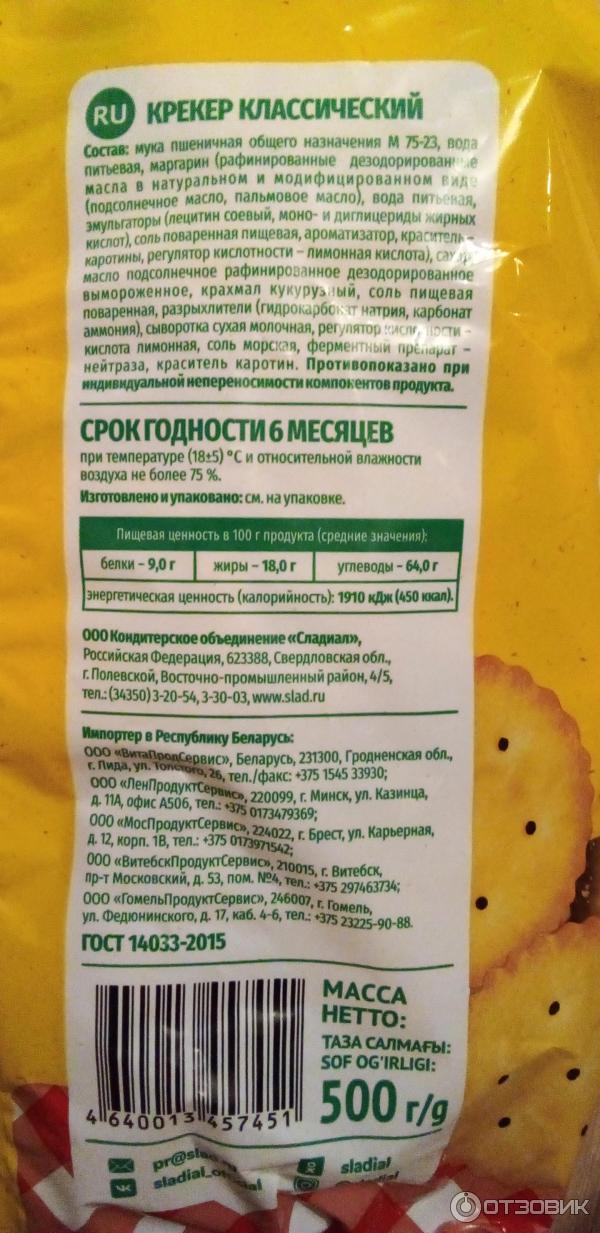 RU КРЕКЕР КЛАССИЧЕСКИЙ
Состав: мука пшеничная общего назначения М 75-23, вода
питьевая, маргарин (рафинированные дезодорированные
масла в натуральном и модифицированном виде
(подсолнечное масло, пальмовое масло), вода питьевая,
эмульгаторы (лецитин соевый, моно- и диглицериды жирных
кислот), соль поваренная пищевая, ароматизатор, краситель –
каротины, регулятор кислотности – лимонная кислота), сахар,
масло подсолнечное рафинированное дезодорированное
вымороженное, крахмал кукурузный, соль пищевая
поваренная, разрыхлители (гидрокарбонат натрия, карбонат
аммония), сыворотка сухая молочная, регулятор кислотности –
кислота лимонная, соль морская, ферментный препарат –
нейтраза, краситель каротин. Противопоказано при
индивидуальной непереносимости компонентов продукта.
СРОК ГОДНОСТИ 6 МЕСЯЦЕВ
при температуре (18±5) °С и относительной влажности
воздуха не более 75 %.
Изготовлено и упаковано: см. на упаковке.
Пищевая ценность в 100 г продукта (средние значения):
белки – 9,0 г жиры – 18,0 г углеводы – 64,0 г
энергетическая ценность (калорийность): 1910 кДж (450 ккал).
ООО Кондитерское объединение «Сладиал»,
Российская Федерация, 623388, Свердловская обл.,
г. Полевской, Восточно-промышленный район, 4/5,
тел.: (34350) 3-20-54, 3-30-03, www.slad.ru
Импортер в Республику Беларусь:
ООО «ВитаПродСервис», Беларусь, 231300, Гродненская обл.,
г. Лида, ул. Толстого, 26, тел./факс: +375 1545 33930;
ООО «ЛенПродуктСервис», 220099, г. Минск, ул. Казинца,
д. 11А, офис А506, тел.: +375 0173479369;
ООО «МосПродуктСервис», 224022, г. Брест, ул. Карьерная,
д. 12, корп. 1В, тел.: +375 0173971542;
ООО «ВитебскПродуктСервис», 210015, г. Витебск,
пр-т Московский, д. 53, пом. №4, тел.: +375 297463734;
ООО «ГомельПродуктСервис», 246007, г. Гомель,
ул. Федюнинского, д. 17, каб. 4-6, тел.: +375 23225-90-88.
ГОСТ 14033-2015
МАССА
НЕТТО:
ТАЗА САЛМАҒЫ:
SOF OG'IRLIGI:
500 г/g
4 640013 457451
pr@slad.ru sladial
sladial_official sladial
ОТЗОВИК